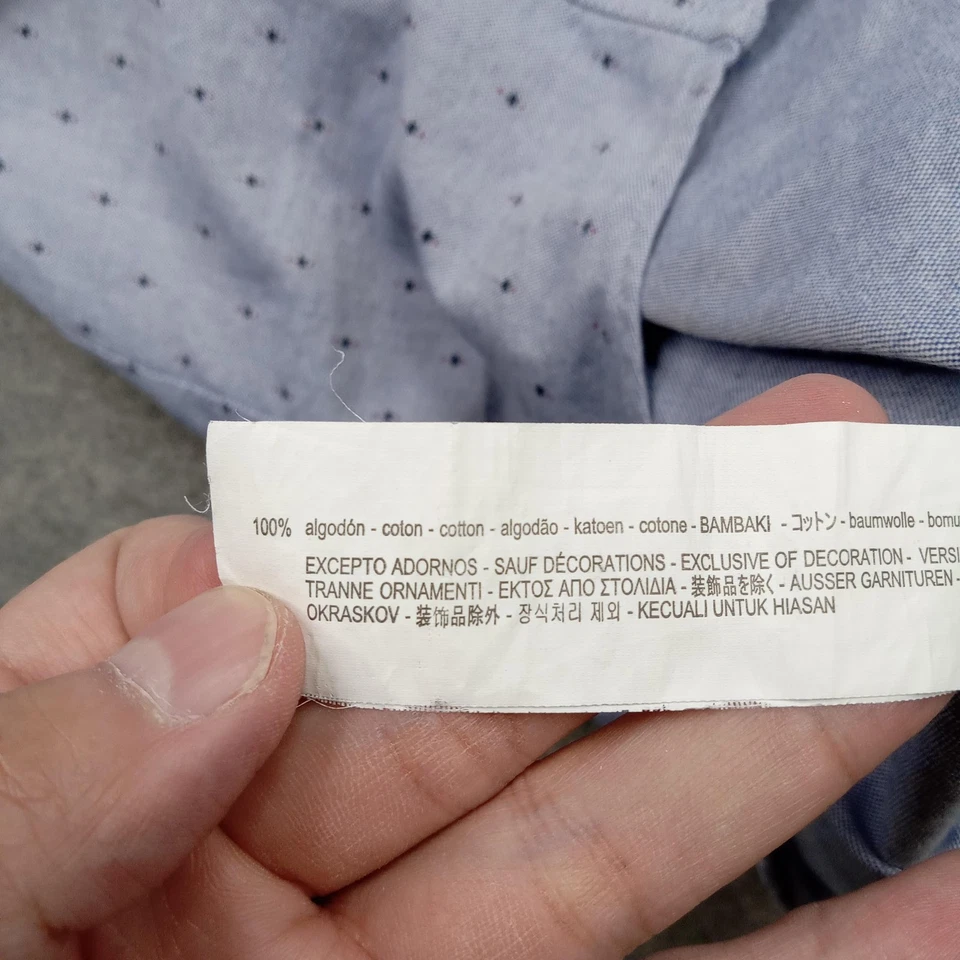 100% algodón - coton - cotton - algodão - katoen - cotone - BAMBAKI - コットン - baumwolle - bomu
EXCEPTO ADORNOS - SAUF DÉCORATIONS - EXCLUSIVE OF DECORATION - VERSI
TRANNE ORNAMENTI - ΕΚΤΟΣ ΑΠΟ ΣΤΟΛΙΔΙΑ - 装飾品を除く - AUSSER GARNITUREN -
OKRASKOV - 装饰品除外 - 장식처리 제외 - KECUALI UNTUK HIASAN